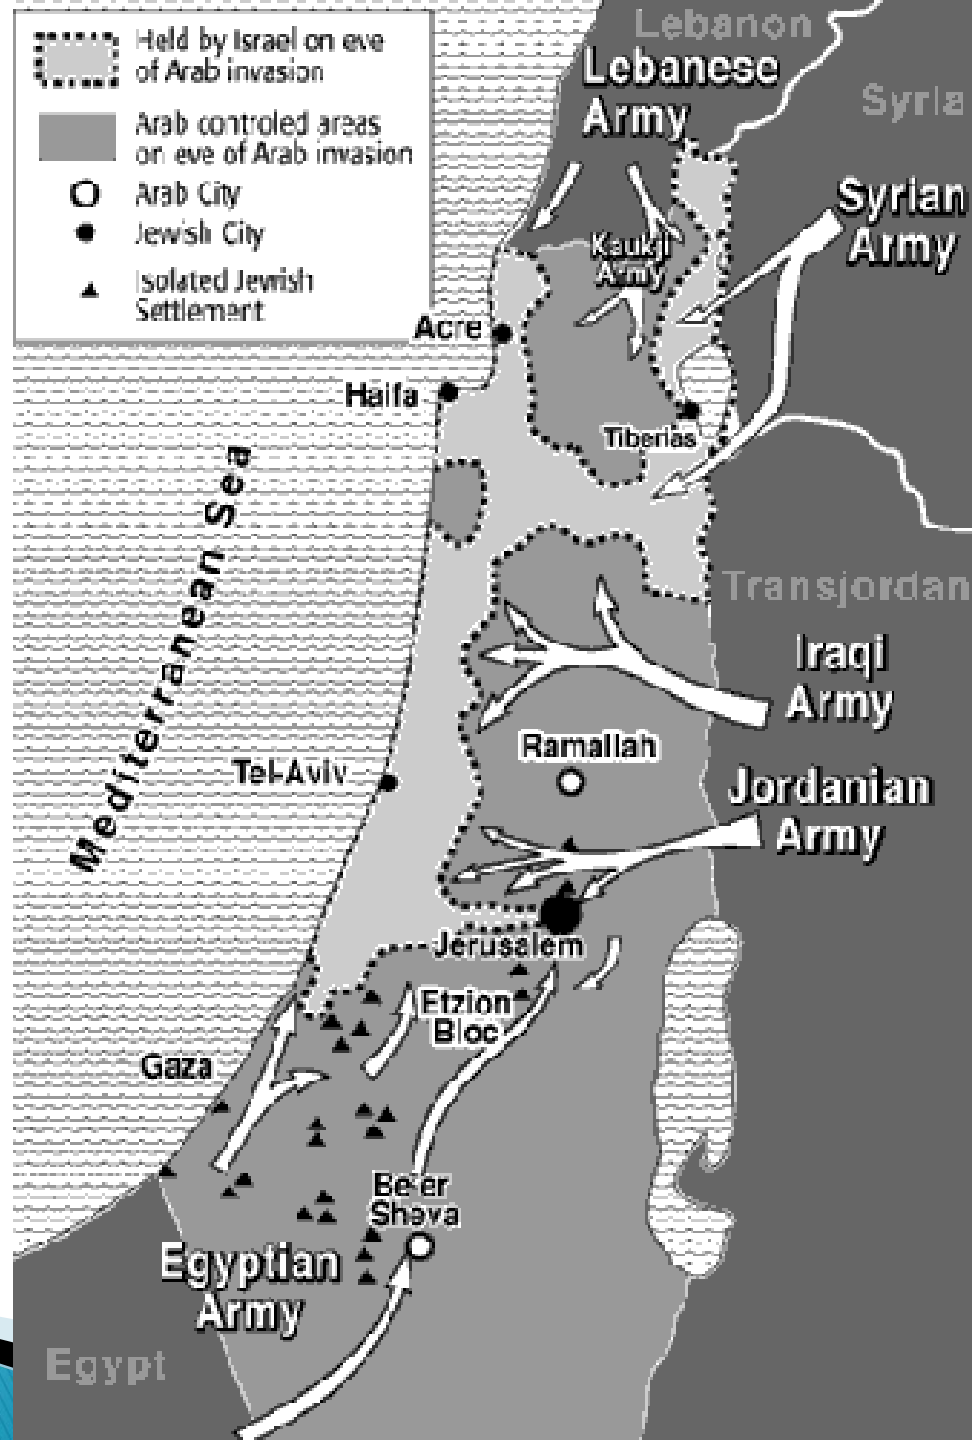 Held by Israel on eve
of Arab invasion
Arab controled areas
on eve of Arab invasion
Arab City
Jewish City
Isolated Jewish
Settlement
Lebanon
Lebanese
Army
Syria
Syrian
Army
Kaukji
Army
Acre
Haifa
Tiberias
Mediterranean Sea
Transjordan
Iraqi
Army
Ramallah
Tel-Aviv
Jordanian
Army
Jerusalem
Etzion
Bloc
Gaza
Be'er
Sheva
Egyptian
Army
Egypt